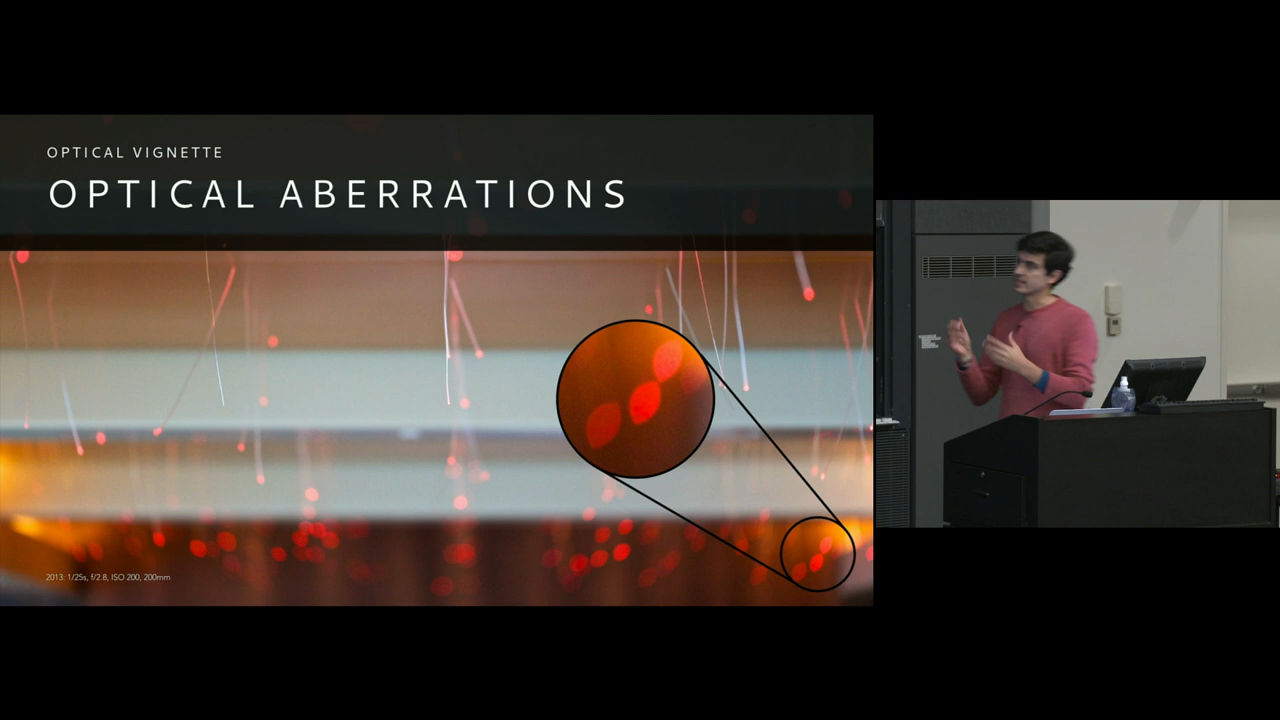 OPTICAL VIGNETTE
OPTICAL ABERRATIONS
2013: 1/25s, f/2.8, ISO 200, 200mm